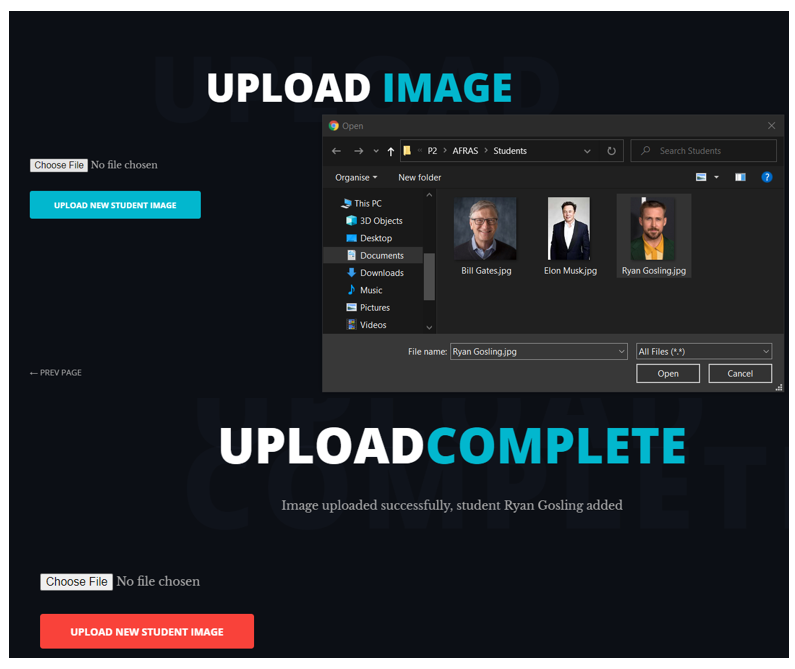 UPLOAD
UPLOAD IMAGE
Open
Choose File No file chosen
P2 > AFRAS > Students
Search Students
Organise
New folder
UPLOAD NEW STUDENT IMAGE
This PC
3D Objects
Desktop
Documents
Downloads
Music
Pictures
Videos
Bill Gates.jpg
Elon Musk.jpg
Ryan Gosling.jpg
File name: Ryan Gosling.jpg
All Files (*.*)
Open
Cancel
← PREV PAGE
UPLOAD
UPLOADCOMPLETE
COMPLET
Image uploaded successfully, student Ryan Gosling added
Choose File No file chosen
UPLOAD NEW STUDENT IMAGE